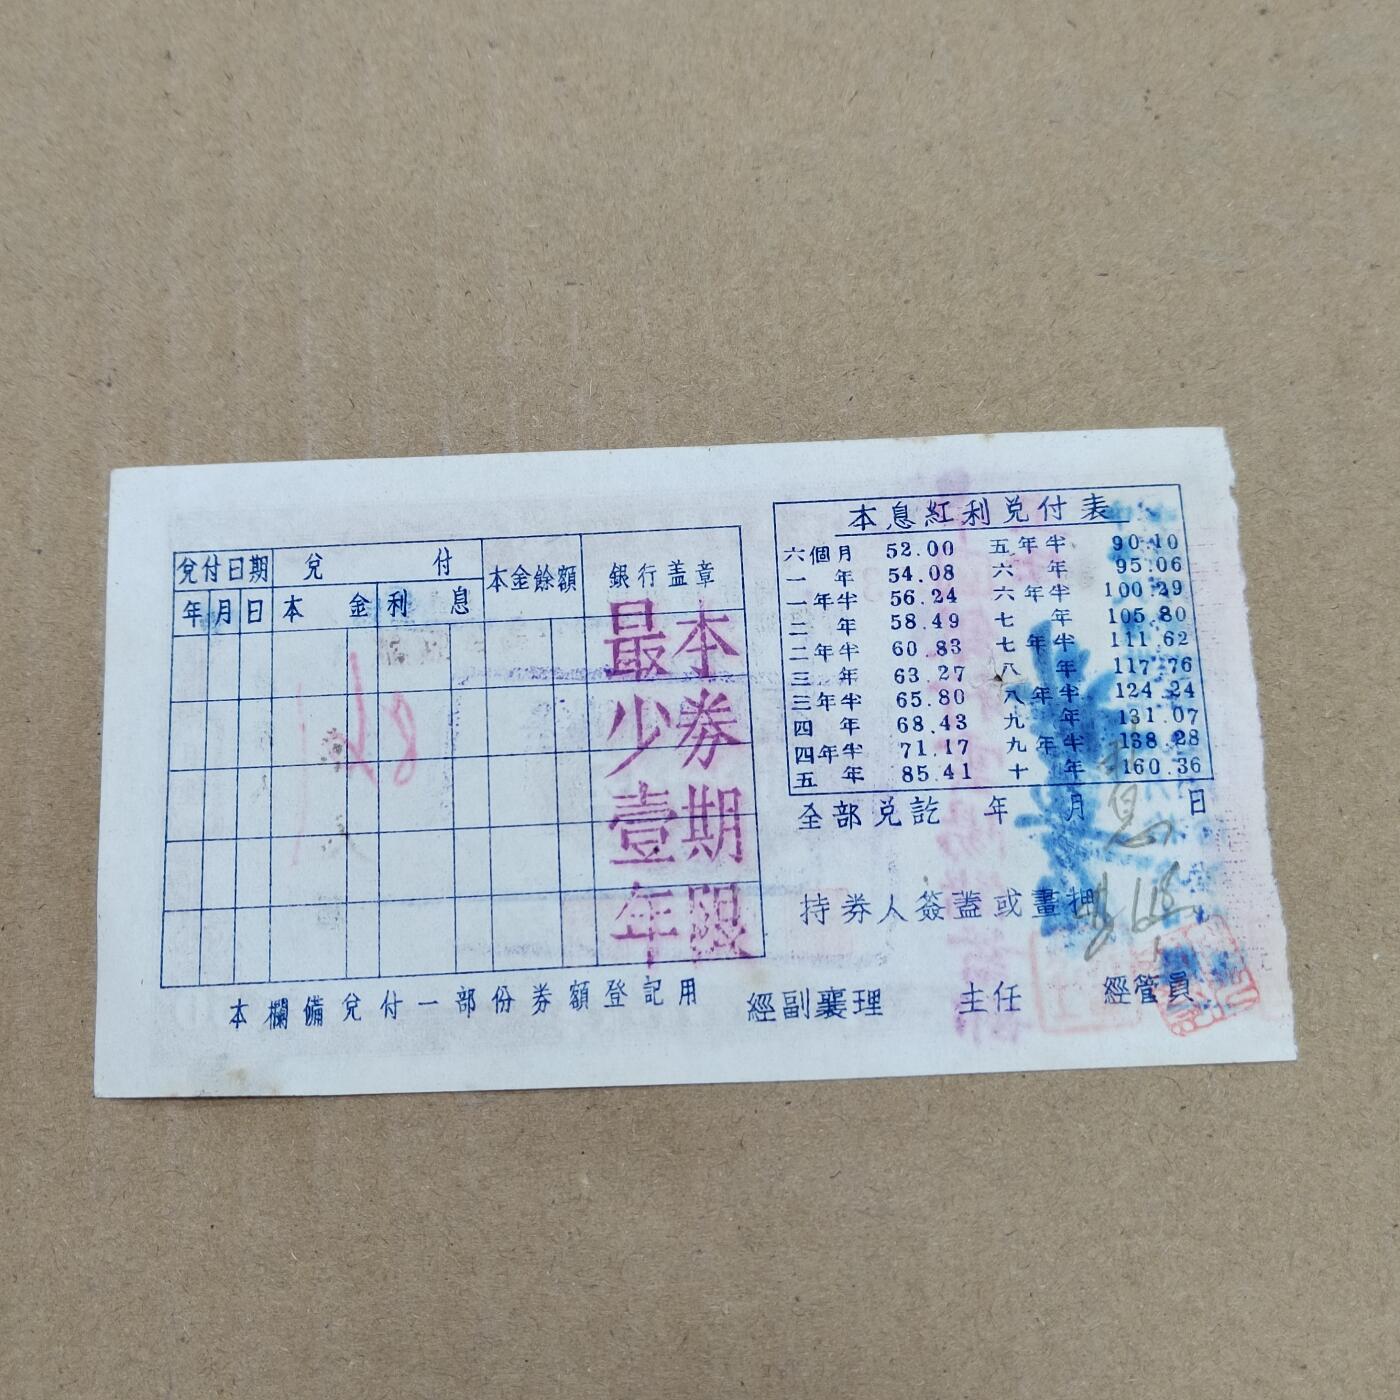 兌付日期 兌付 本金餘額 銀行盖章
年 月 日 本金 利息
本券期限
最少壹年
本欄備兌付一部份券額登記用
本息紅利兌付表
六個月 52.00 五年半 90.10
一年 54.08 六年 95.06
一年半 56.24 六年半 100.29
二年 58.49 七年 105.80
二年半 60.83 七年半 111.62
三年 63.27 八年 117.76
三年半 65.80 八年半 124.24
四年 68.43 九年 131.07
四年半 71.17 九年半 138.28
五年 85.41 十年 160.36
全部兑訖 年 月 日
持券人簽蓋或畫押
經副襄理 主任 經管員